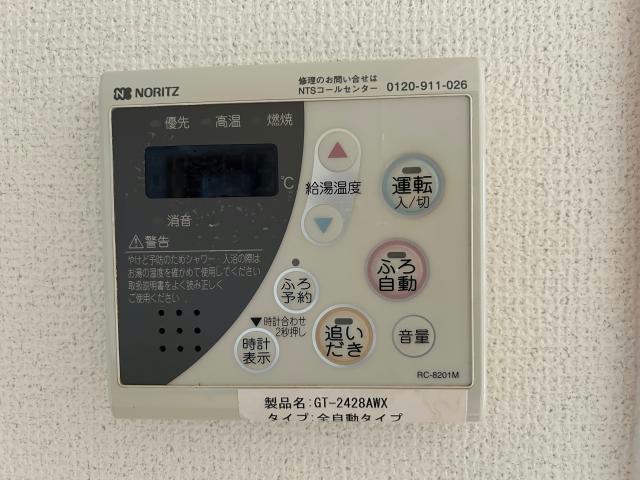 NORITZ
修理のお問い合せは
NTSコールセンター 0120-911-026
優先 高温 燃焼
℃
消音
⚠警告
やけど予防のためシャワー・入浴の際は
お湯の温度を確かめて使用してください
取扱説明書をよく読み正しく
ご使用ください
▲
給湯温度
▼
運転
入/切
ふろ
自動
ふろ
予約
▼時計合わせ
2秒押し
時計
表示
追い
だき
音量
RC-8201M
製品名:GT-2428AWX
タイプ:全自動タイプ